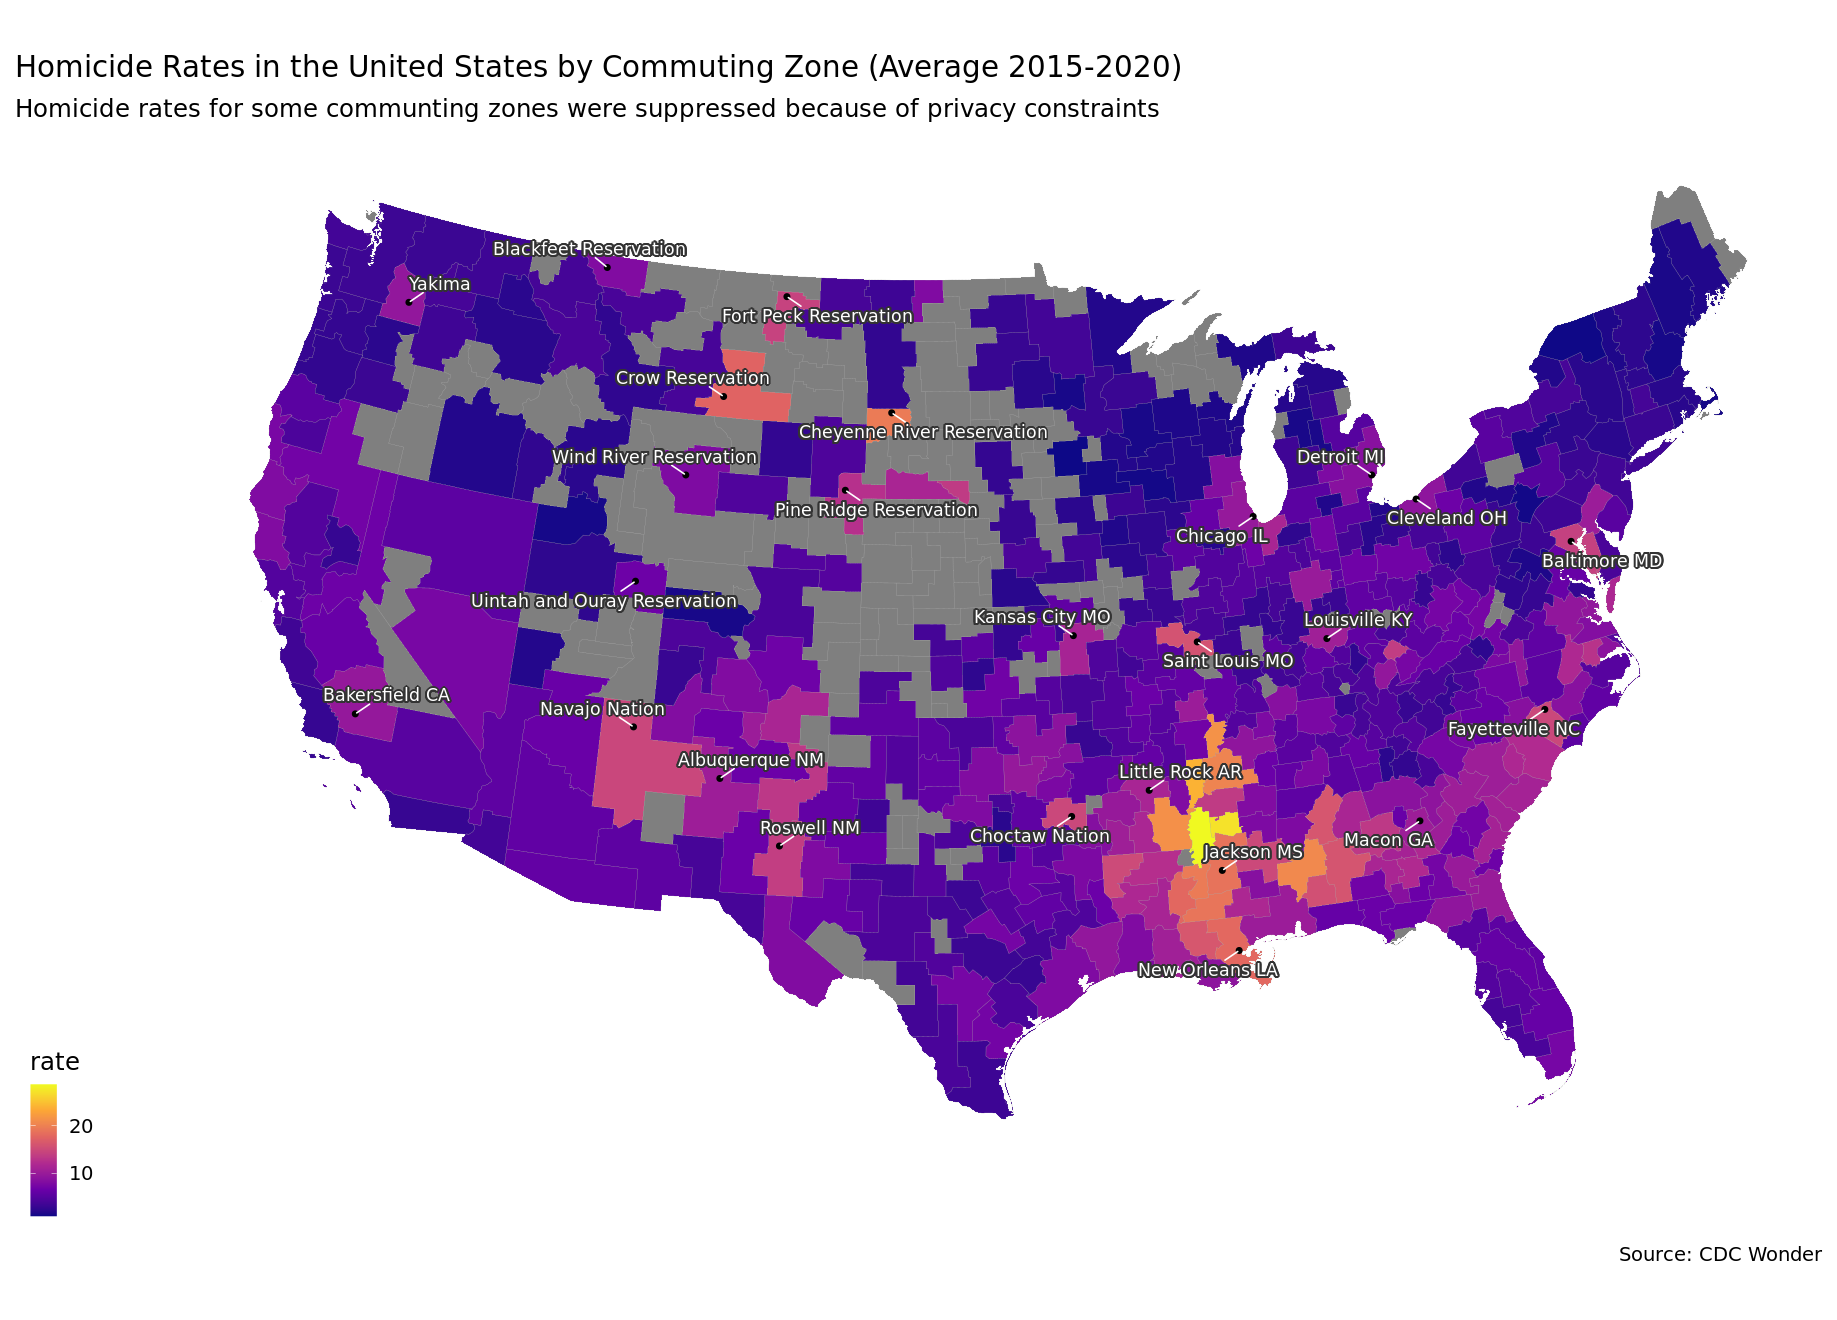 Homicide Rates in the United States by Commuting Zone (Average 2015-2020)
Homicide rates for some communting zones were suppressed because of privacy constraints
Blackfeet Reservation
Yakima
Fort Peck Reservation
Crow Reservation
Cheyenne River Reservation
Wind River Reservation
Detroit MI
Pine Ridge Reservation
Cleveland OH
Chicago IL
Baltimore MD
Uintah and Ouray Reservation
Kansas City MO
Louisville KY
Saint Louis MO
Bakersfield CA
Navajo Nation
Fayetteville NC
Albuquerque NM
Little Rock AR
Roswell NM
Choctaw Nation
Macon GA
Jackson MS
New Orleans LA
rate
20
10
Source: CDC Wonder